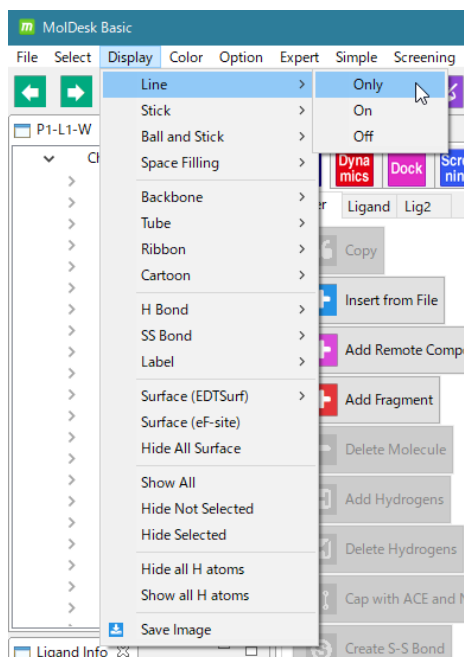 m MolDesk Basic
File Select Display Color Option Expert Simple Screening
P1-L1-W
Line
Stick
Ball and Stick
Space Filling
Backbone
Tube
Ribbon
Cartoon
H Bond
SS Bond
Label
Surface (EDTSurf)
Surface (eF-site)
Hide All Surface
Show All
Hide Not Selected
Hide Selected
Hide all H atoms
Show all H atoms
Save Image
Only
On
Off
Dyna
mics
Dock
Scre
nin
Ligand Lig2
Copy
Insert from File
Add Remote Compo
Add Fragment
Delete Molecule
Add Hydrogens
Delete Hydrogens
Cap with ACE and N
Create S-S Bond
Ligand Info